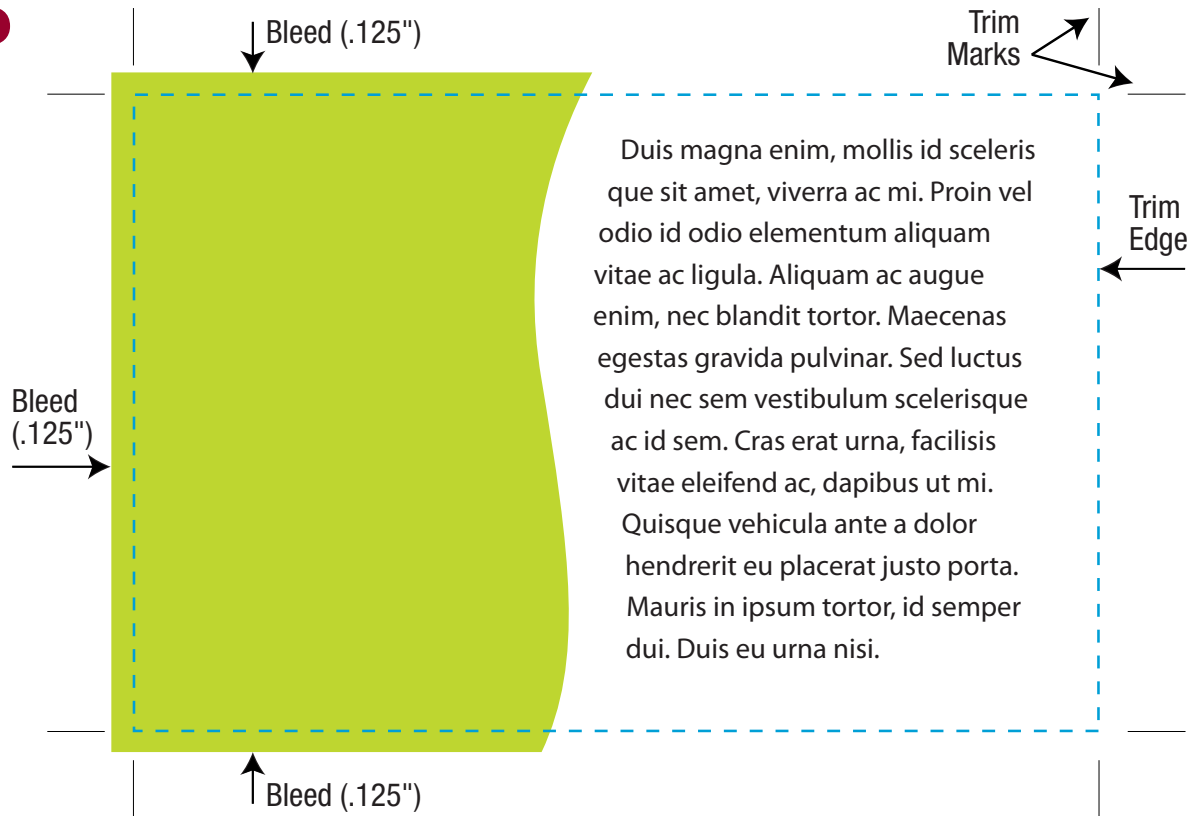 Bleed (.125")
Trim
Marks
Duis magna enim, mollis id sceleris
que sit amet, viverra ac mi. Proin vel
odio id odio elementum aliquam
vitae ac ligula. Aliquam ac augue
enim, nec blandit tortor. Maecenas
egestas gravida pulvinar. Sed luctus
dui nec sem vestibulum scelerisque
ac id sem. Cras erat urna, facilisis
vitae eleifend ac, dapibus ut mi.
Quisque vehicula ante a dolor
hendrerit eu placerat justo porta.
Mauris in ipsum tortor, id semper
dui. Duis eu urna nisi.
Trim
Edge
Bleed
(.125")
Bleed (.125")